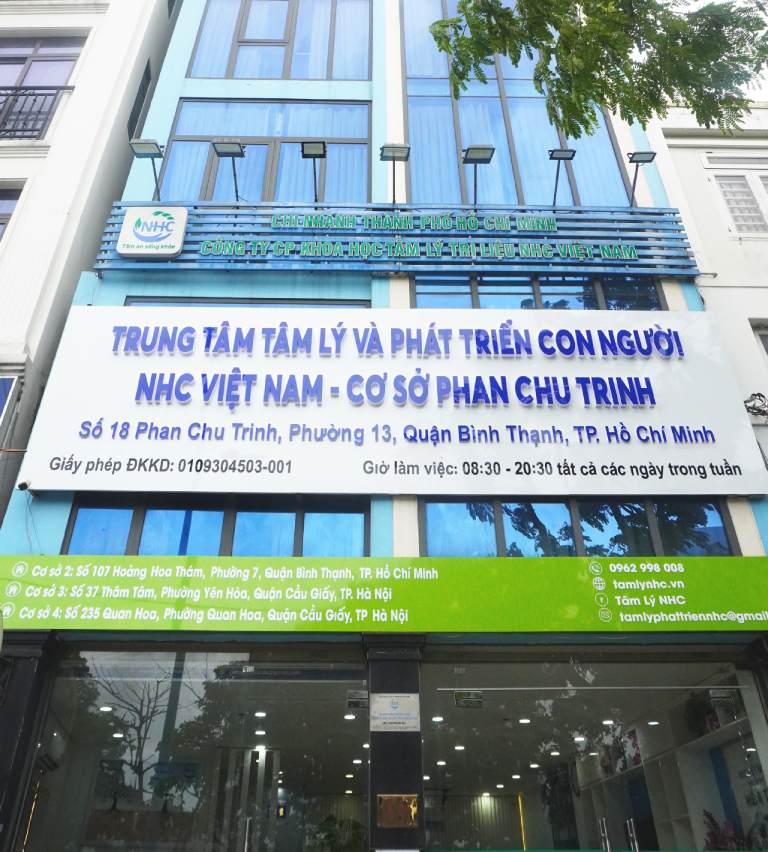 NHC
Tâm an sống khỏe
CHI NHÁNH THÀNH PHỐ HỒ CHÍ MINH
CÔNG TY CP KHOA HỌC TÂM LÝ TRỊ LIỆU NHC VIỆT NAM
TRUNG TÂM TÂM LÝ VÀ PHÁT TRIỂN CON NGƯỜI
NHC VIỆT NAM - CƠ SỞ PHAN CHU TRINH
Số 18 Phan Chu Trinh, Phường 13, Quận Bình Thạnh, TP. Hồ Chí Minh
Giấy phép ĐKKD: 0109304503-001
Giờ làm việc: 08:30 - 20:30 tất cả các ngày trong tuần
Cơ sở 2: Số 107 Hoàng Hoa Thám, Phường 7, Quận Bình Thạnh, TP. Hồ Chí Minh
Cơ sở 3: Số 37 Thâm Tâm, Phường Yên Hóa, Quận Cầu Giấy, TP. Hà Nội
Cơ sở 4: Số 235 Quan Hoa, Phường Quan Hoa, Quận Cầu Giấy, TP Hà Nội
0962 998 008
tamlynhc.vn
Tâm Lý NHC
tamlyphattriennhc@gmail